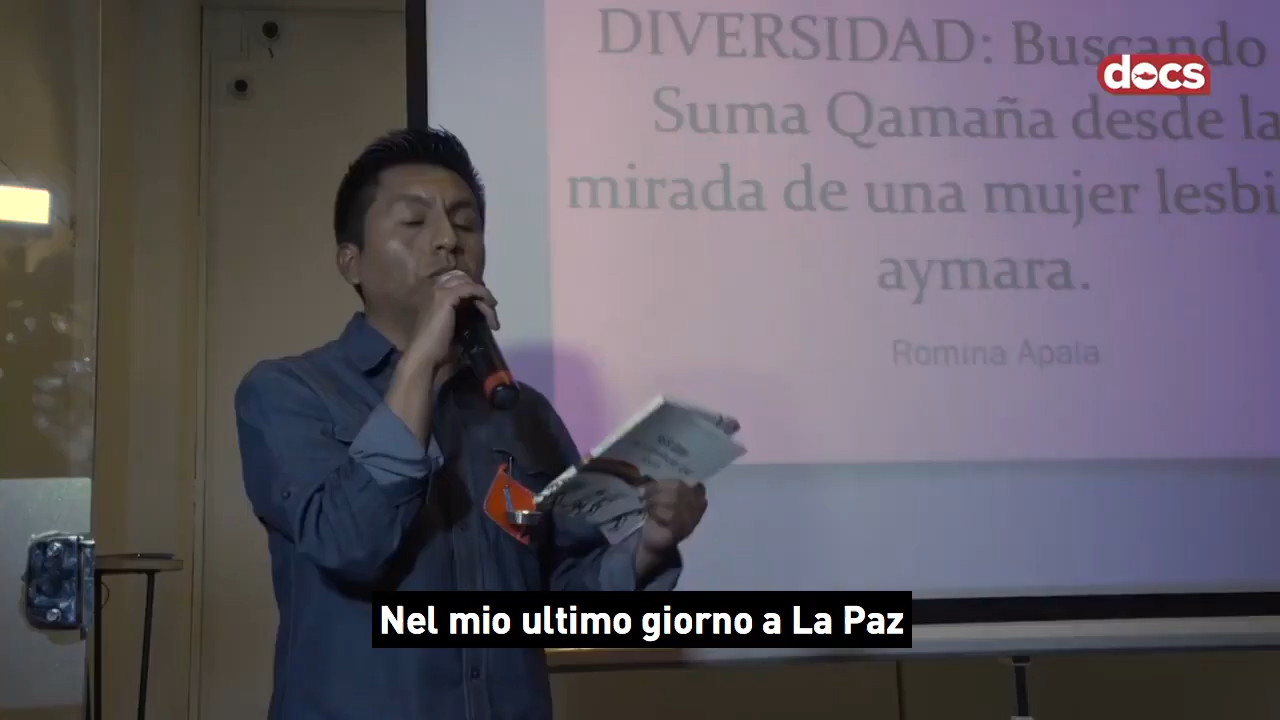 DIVERSIDAD: Buscando
Suma Qamaña desde la
mirada de una mujer lesbi
aymara.
Romina Apala
docs
Nel mio ultimo giorno a La Paz